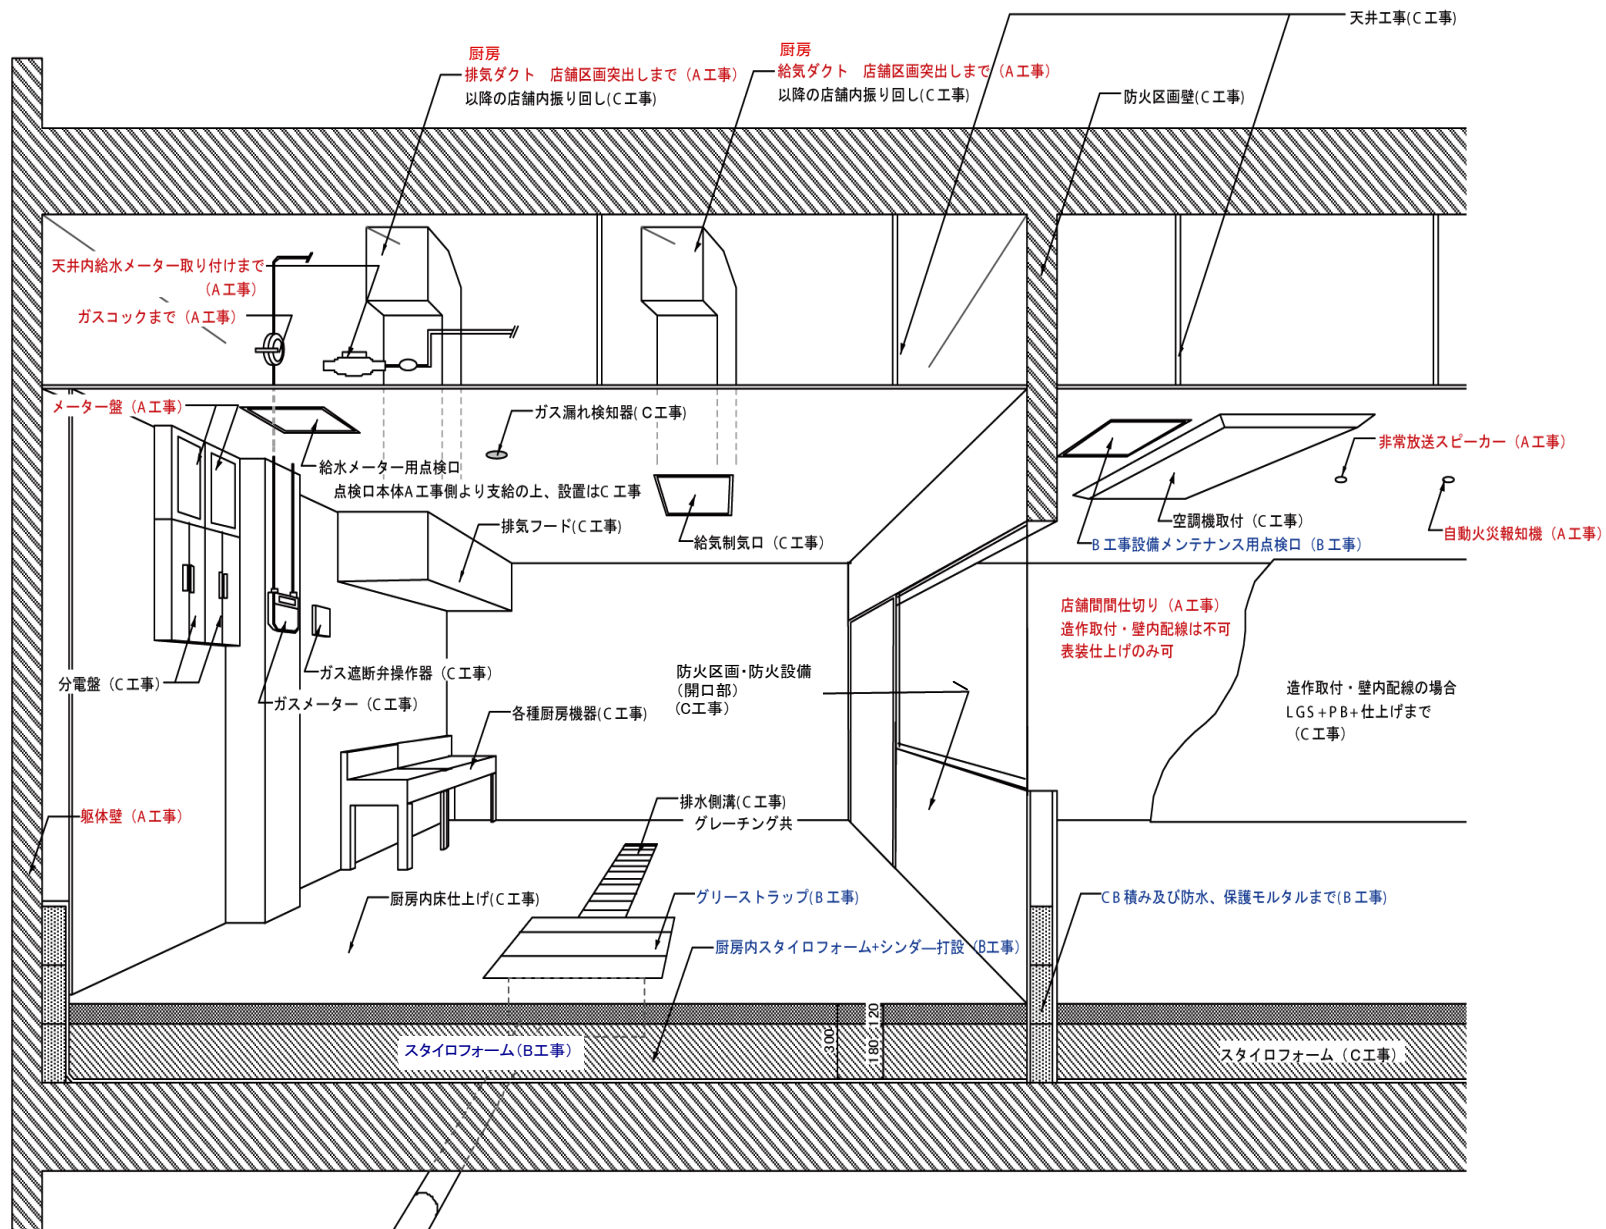 天井工事(C工事)
厨房
排気ダクト　店舗区画突出しまで（A工事）
以降の店舗内振り回し(C工事)
厨房
給気ダクト　店舗区画突出しまで（A工事）
以降の店舗内振り回し(C工事)
防火区画壁(C工事)
天井内給水メーター取り付けまで
（A工事）
ガスコックまで（A工事）
メーター盤（A工事）
ガス漏れ検知器(C工事)
給水メーター用点検口
点検口本体A工事側より支給の上、設置はC工事
排気フード(C工事)
給気制気口（C工事）
非常放送スピーカー（A工事）
空調機取付（C工事）
自動火災報知機（A工事）
B工事設備メンテナンス用点検口（B工事）
店舗間間仕切り（A工事）
造作取付・壁内配線は不可
表装仕上げのみ可
分電盤（C工事）
ガス遮断弁操作器（C工事）
ガスメーター（C工事）
防火区画・防火設備
（開口部）
（C工事）
造作取付・壁内配線の場合
LGS+PB+仕上げまで
（C工事）
各種厨房機器(C工事)
躯体壁（A工事）
排水側溝(C工事)
グレーチング共
厨房内床仕上げ(C工事)
グリーストラップ(B工事)
CB積み及び防水、保護モルタルまで(B工事)
厨房内スタイロフォーム+シンダー打設（B工事）
300
180
120
スタイロフォーム(B工事)
スタイロフォーム（C工事）